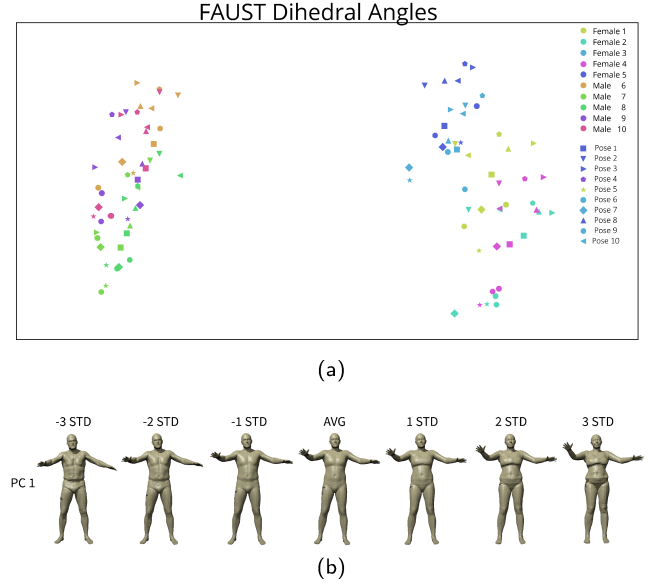 FAUST Dihedral Angles
Female 1
Female 2
Female 3
Female 4
Female 5
Male 6
Male 7
Male 8
Male 9
Male 10
Pose 1
Pose 2
Pose 3
Pose 4
Pose 5
Pose 6
Pose 7
Pose 8
Pose 9
Pose 10
(a)
-3 STD -2 STD -1 STD AVG 1 STD 2 STD 3 STD
PC 1
(b)